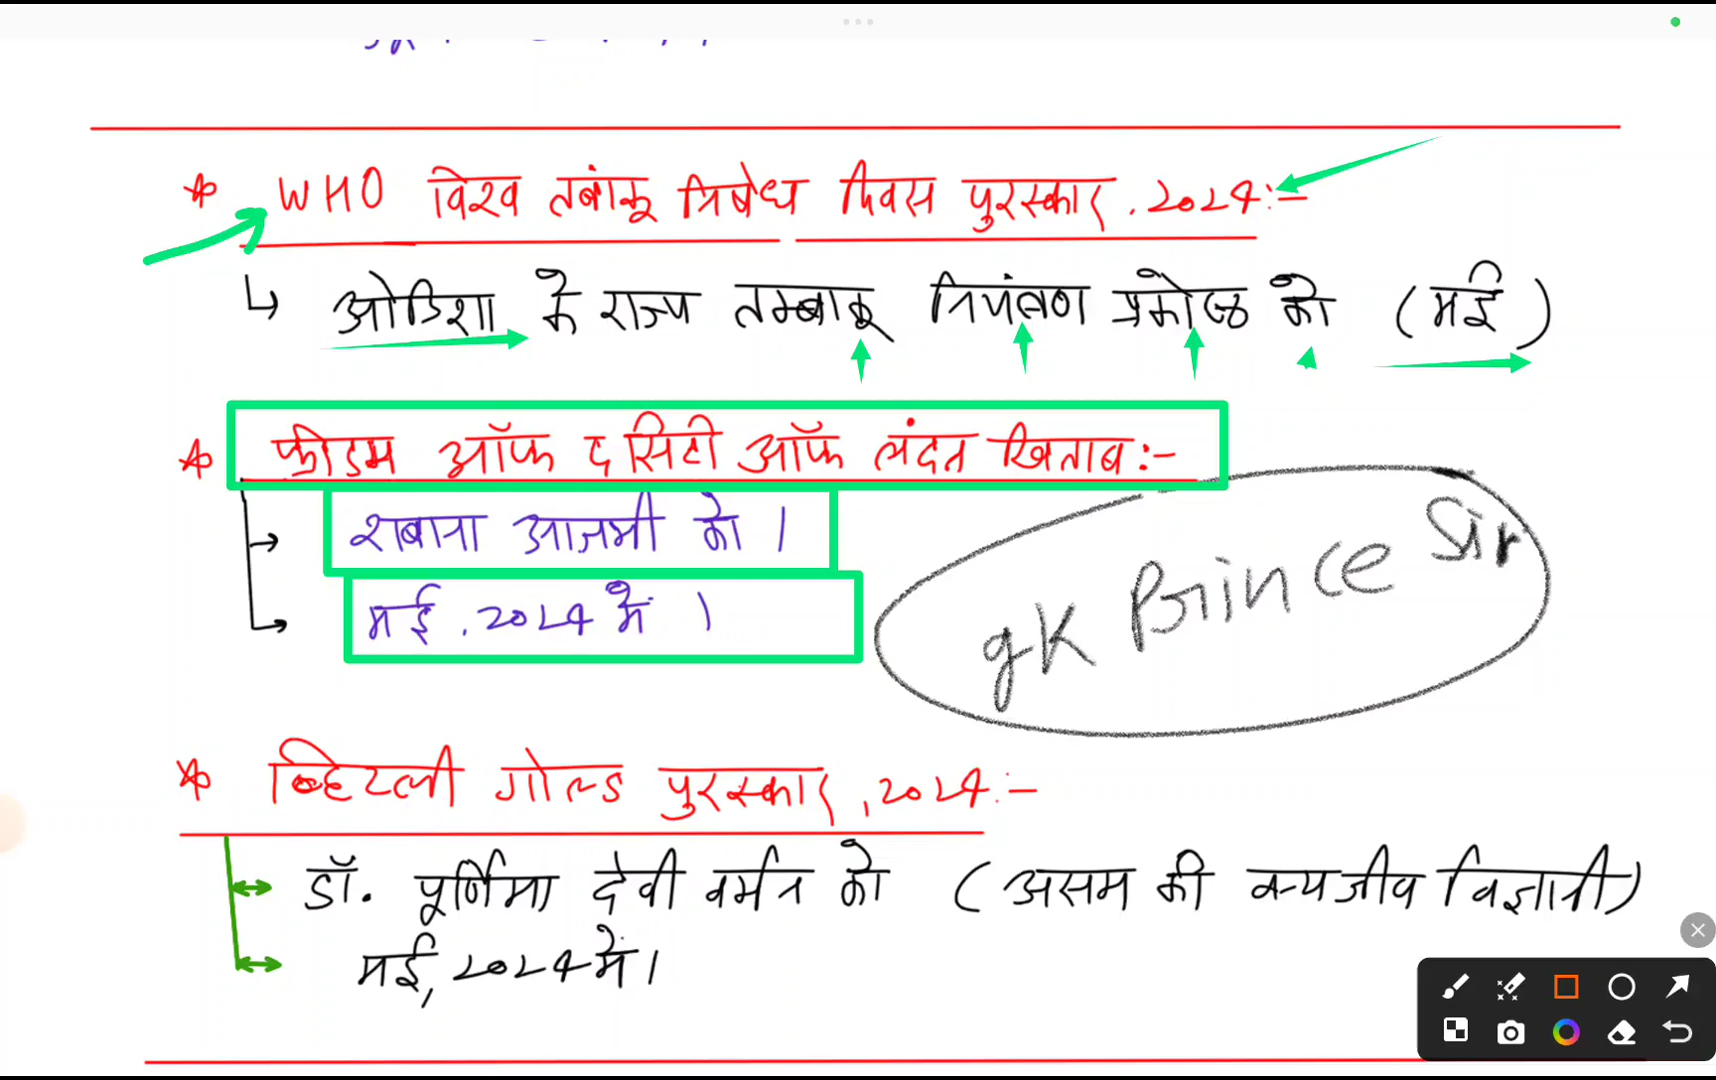 * WHO विश्व तबांकू निषेध दिवस पुरस्कार, 2024:-
↳ ओडिशा के राज्य तम्बाकू नियंत्रण प्रकोष्ठ को (मई)
* फ्रीडम ऑफ द सिटी ऑफ लंदन खिताब:-
→ शबाना आजमी को।
→ मई, 2024 में।
gK Prince Sir
* व्हिटली गोल्ड पुरस्कार, 2024:-
डॉ. पूर्णिमा देवी बर्मन को (असम की वन्यजीव विज्ञानी)
मई, 2024 में।